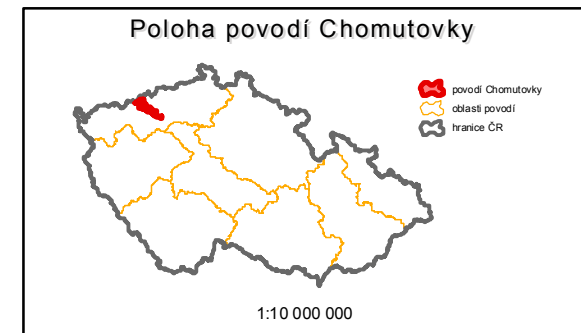 Poloha povodí Chomutovky
povodí Chomutovky
oblasti povodí
hranice ČR
1:10 000 000